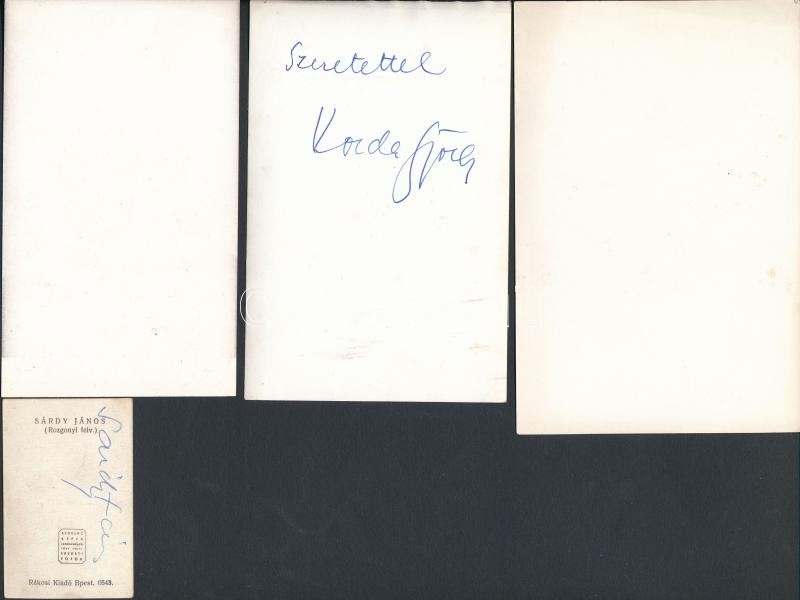 Szeretettel
Korda György
SÁRDY JÁNOS
(Rozgonyi felv.)
Sárdy János
Rákosi Kiadó Bpest. 0543.